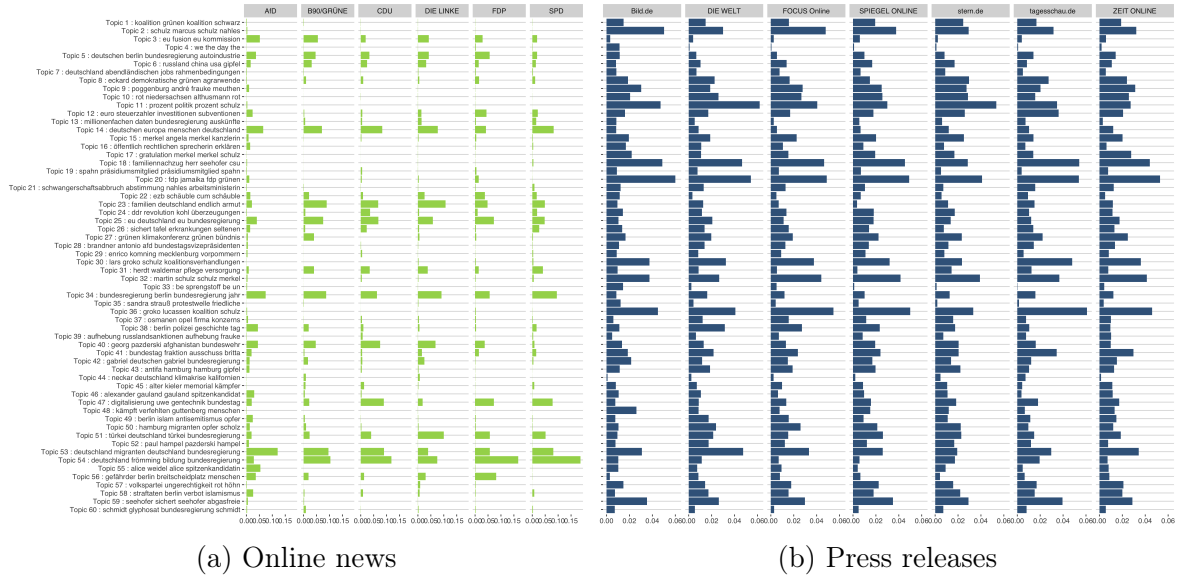 AfD B90/GRÜNE CDU DIE LINKE FDP SPD Bild.de DIE WELT FOCUS Online SPIEGEL ONLINE stern.de tagesschau.de ZEIT ONLINE
Topic 1 : koalition grünen koalition schwarz
Topic 2 : schulz marcus schulz nahles
Topic 3 : eu fusion eu kommission
Topic 4 : we the day the
Topic 5 : deutschen berlin bundesregierung autoindustrie
Topic 6 : russland china usa gipfel
Topic 7 : deutschland abendländischen jobs rahmenbedingungen
Topic 8 : eckard demokratische grünen agrarwende
Topic 9 : poggenburg andré frauke meuthen
Topic 10 : rot niedersachsen althusmann rot
Topic 11 : prozent politik prozent schulz
Topic 12 : euro steuerzahler investitionen subventionen
Topic 13 : millionenfachen daten bundesregierung auskünfte
Topic 14 : deutschen europa menschen deutschland
Topic 15 : merkel angela merkel kanzlerin
Topic 16 : öffentlich rechtlichen sprecherin erklären
Topic 17 : gratulation merkel merkel schulz
Topic 18 : familiennachzug herr seehofer csu
Topic 19 : spahn präsidiumsmitglied präsidiumsmitglied spahn
Topic 20 : fdp jamaika fdp grünen
Topic 21 : schwangerschaftsabbruch abstimmung nahles arbeitsministerin
Topic 22 : ezb schäuble cum schäuble
Topic 23 : familien deutschland endlich armut
Topic 24 : ddr revolution kohl überzeugungen
Topic 25 : eu deutschland eu bundesregierung
Topic 26 : sichert tafel erkrankungen seltenen
Topic 27 : grünen klimakonferenz grünen bündnis
Topic 28 : brandner antonio afd bundestagsvizepräsidenten
Topic 29 : enrico komning mecklenburg vorpommern
Topic 30 : lars groko schulz koalitionsverhandlungen
Topic 31 : herdt waldemar pflege versorgung
Topic 32 : martin schulz schulz merkel
Topic 33 : be sprengstoff be un
Topic 34 : bundesregierung berlin bundesregierung jahr
Topic 35 : sandra strauß protestwelle friedliche
Topic 36 : groko lucassen koalition schulz
Topic 37 : osmanen opel firma konzerns
Topic 38 : berlin polizei geschichte tag
Topic 39 : aufhebung russlandsanktionen aufhebung frauke
Topic 40 : georg pazderski afghanistan bundeswehr
Topic 41 : bundestag fraktion ausschuss britta
Topic 42 : gabriel deutschen gabriel bundesregierung
Topic 43 : antifa hamburg hamburg gipfel
Topic 44 : neckar deutschland klimakrise kalifornien
Topic 45 : alter kieler memorial kämpfer
Topic 46 : alexander gauland gauland spitzenkandidat
Topic 47 : digitalisierung uwe gentechnik bundestag
Topic 48 : kämpft verfehlten guttenberg menschen
Topic 49 : berlin islam antisemitismus opfer
Topic 50 : hamburg migranten opfer scholz
Topic 51 : türkei deutschland türkei bundesregierung
Topic 52 : paul hampel pazderski hampel
Topic 53 : deutschland migranten deutschland bundesregierung
Topic 54 : deutschland frömming bildung bundesregierung
Topic 55 : alice weidel alice spitzenkandidatin
Topic 56 : gefährder berlin breitscheidplatz menschen
Topic 57 : volkspartei ungerechtigkeit rot höhn
Topic 58 : straftaten berlin verbot islamismus
Topic 59 : seehofer sichert seehofer abgasfreie
Topic 60 : schmidt glyphosat bundesregierung schmidt
0.000.050.100.15 0.000.050.100.15 0.000.050.100.15 0.000.050.100.15 0.000.050.100.15 0.000.050.100.15 0.00 0.02 0.04 0.060.00 0.02 0.04 0.060.00 0.02 0.04 0.060.00 0.02 0.04 0.060.00 0.02 0.04 0.060.00 0.02 0.04 0.060.00 0.02 0.04 0.06
(a) Online news (b) Press releases